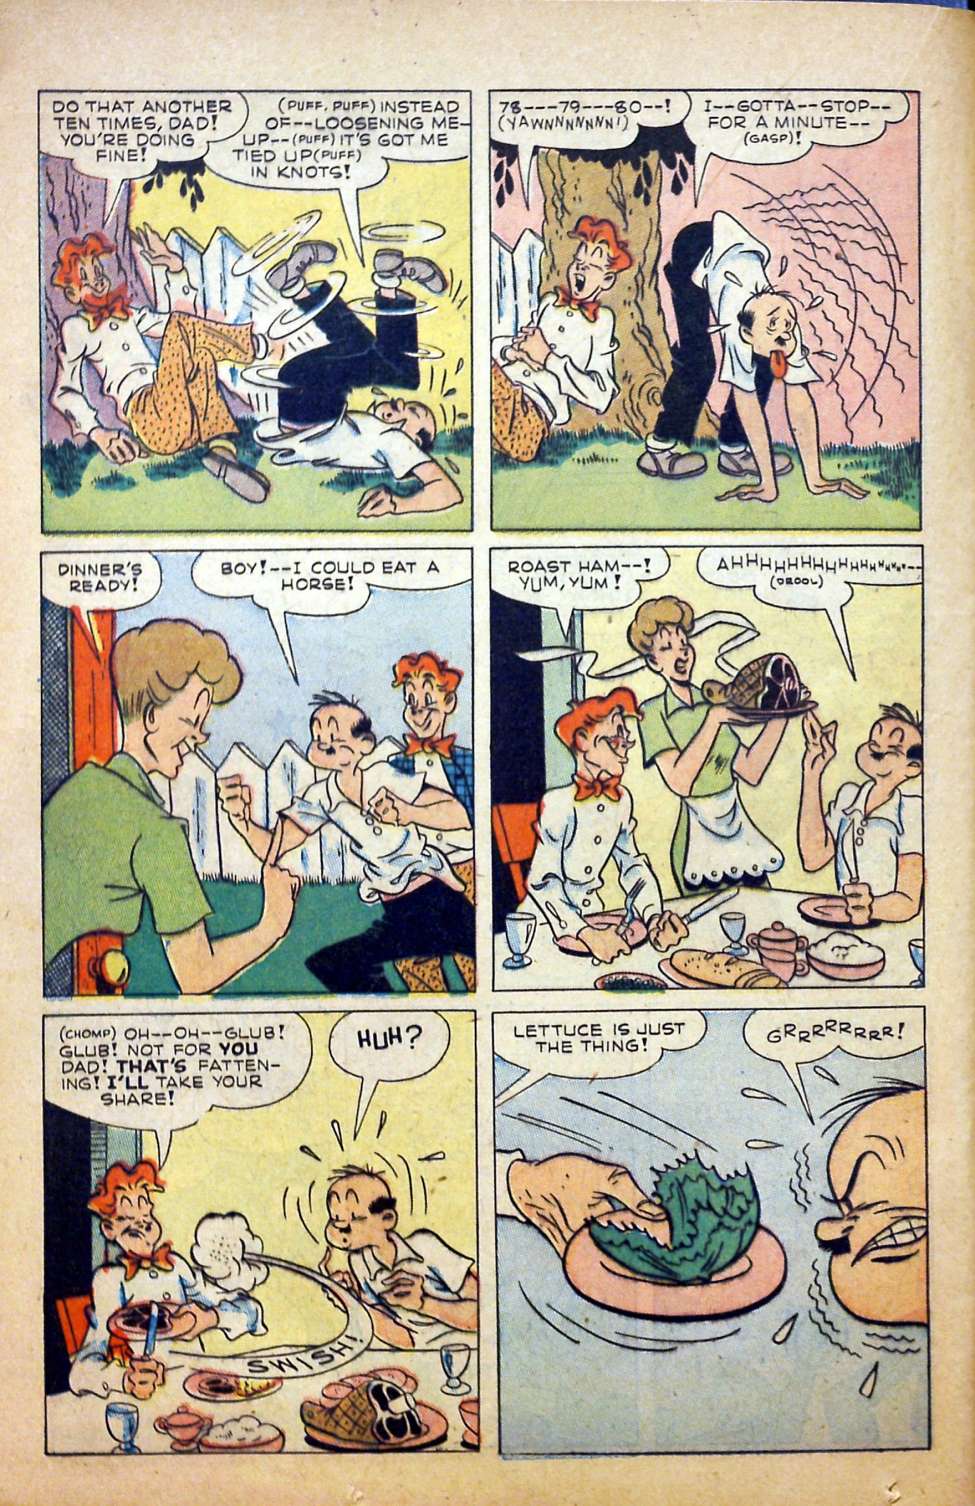 DO THAT ANOTHER
TEN TIMES, DAD!
YOU'RE DOING
FINE!
(PUFF, PUFF) INSTEAD
OF--LOOSENING ME
UP--(PUFF) IT'S GOT ME
TIED UP (PUFF)
IN KNOTS!
78---79---80--!
(YAWNNNNNNN!)
I--GOTTA--STOP--
FOR A MINUTE--
(GASP)!
DINNER'S
READY!
BOY!--I COULD EAT A
HORSE!
ROAST HAM--!
YUM, YUM!
AHHHHHHHHHHHHHHHH--
(DROOL)
(CHOMP) OH--OH--GLUB!
GLUB! NOT FOR YOU
DAD! THAT'S FATTEN-
ING! I'LL TAKE YOUR
SHARE!
HUH?
SWISH!
LETTUCE IS JUST
THE THING!
GRRRRRRRR!